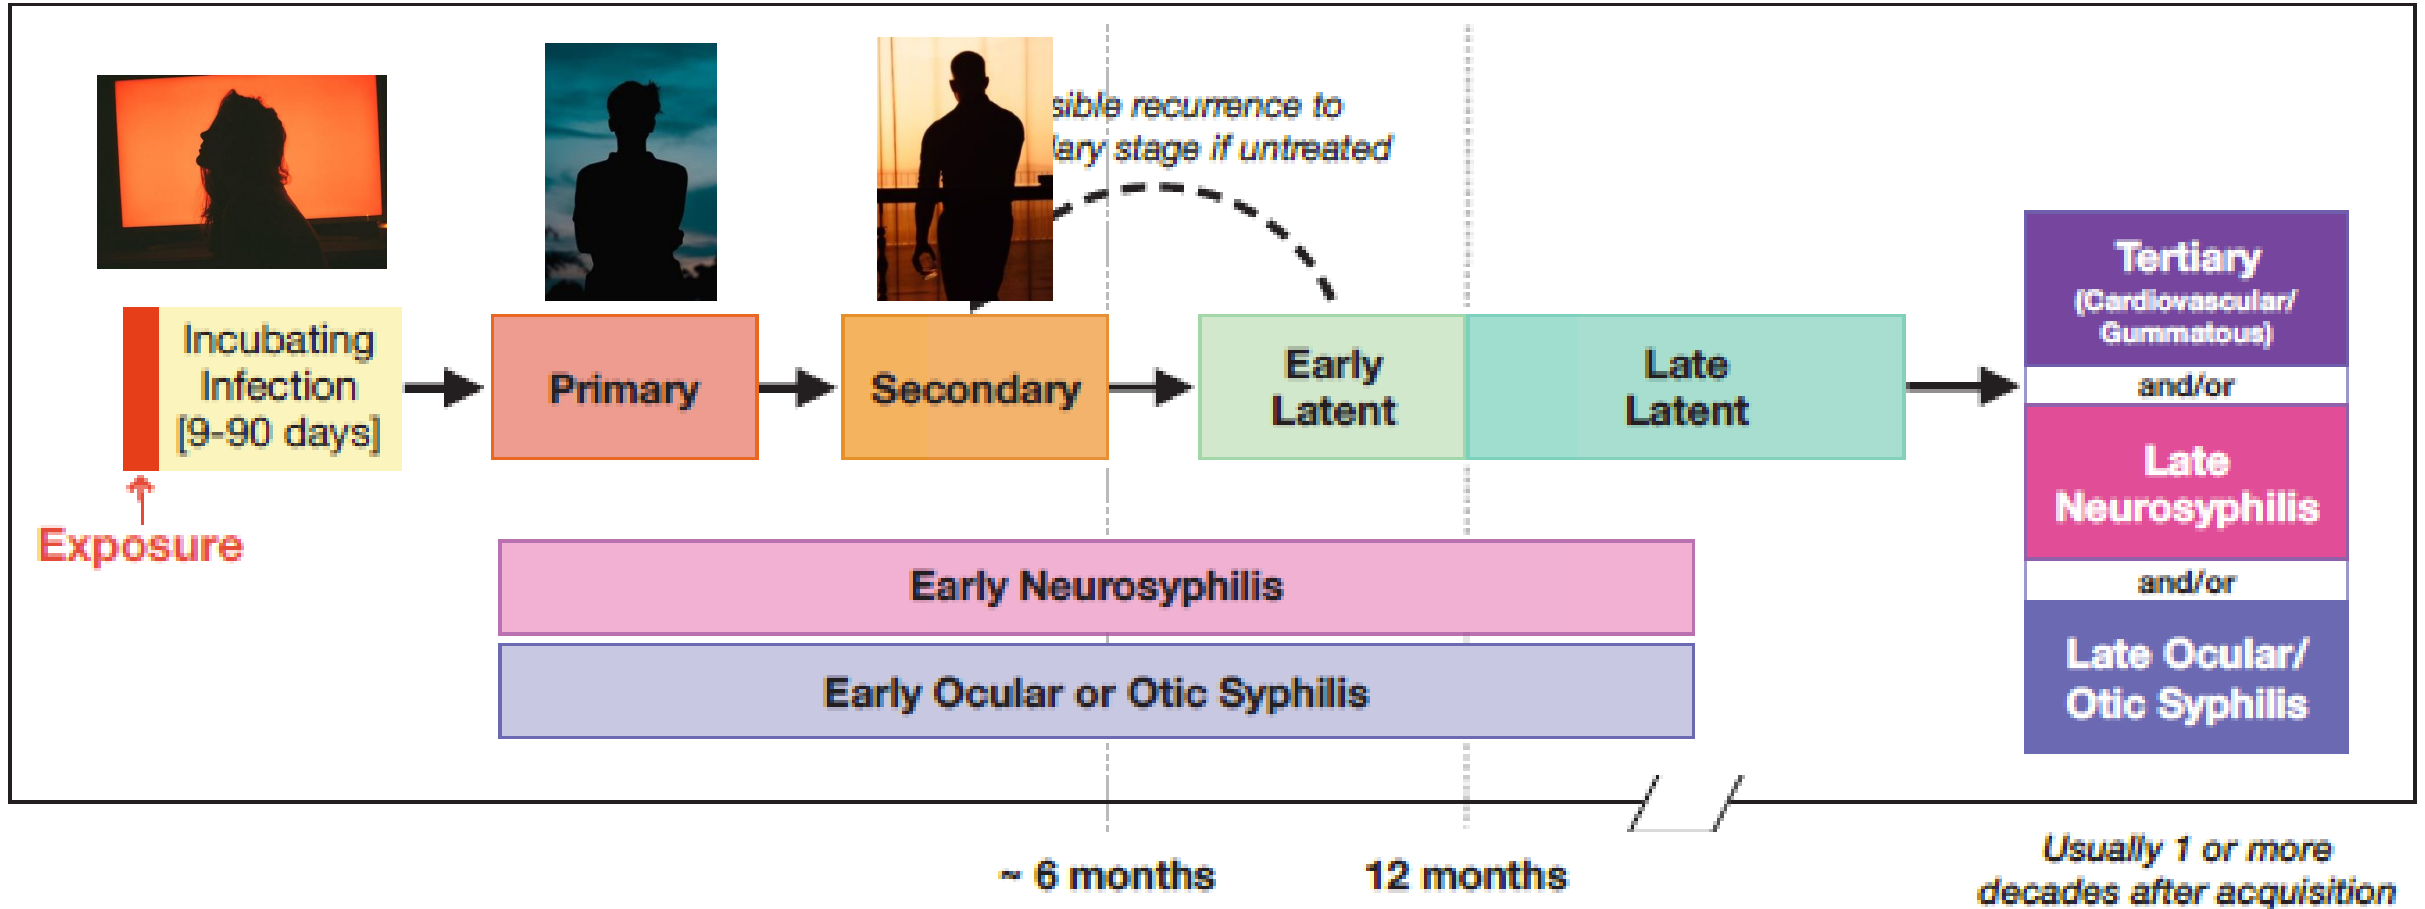 sible recurrence to
lary stage if untreated
Incubating
Infection
[9-90 days]
Exposure
Primary
Secondary
Early
Latent
Late
Latent
Tertiary
(Cardiovascular/
Gummatous)
and/or
Late
Neurosyphilis
and/or
Late Ocular/
Otic Syphilis
Early Neurosyphilis
Early Ocular or Otic Syphilis
~ 6 months
12 months
Usually 1 or more
decades after acquisition